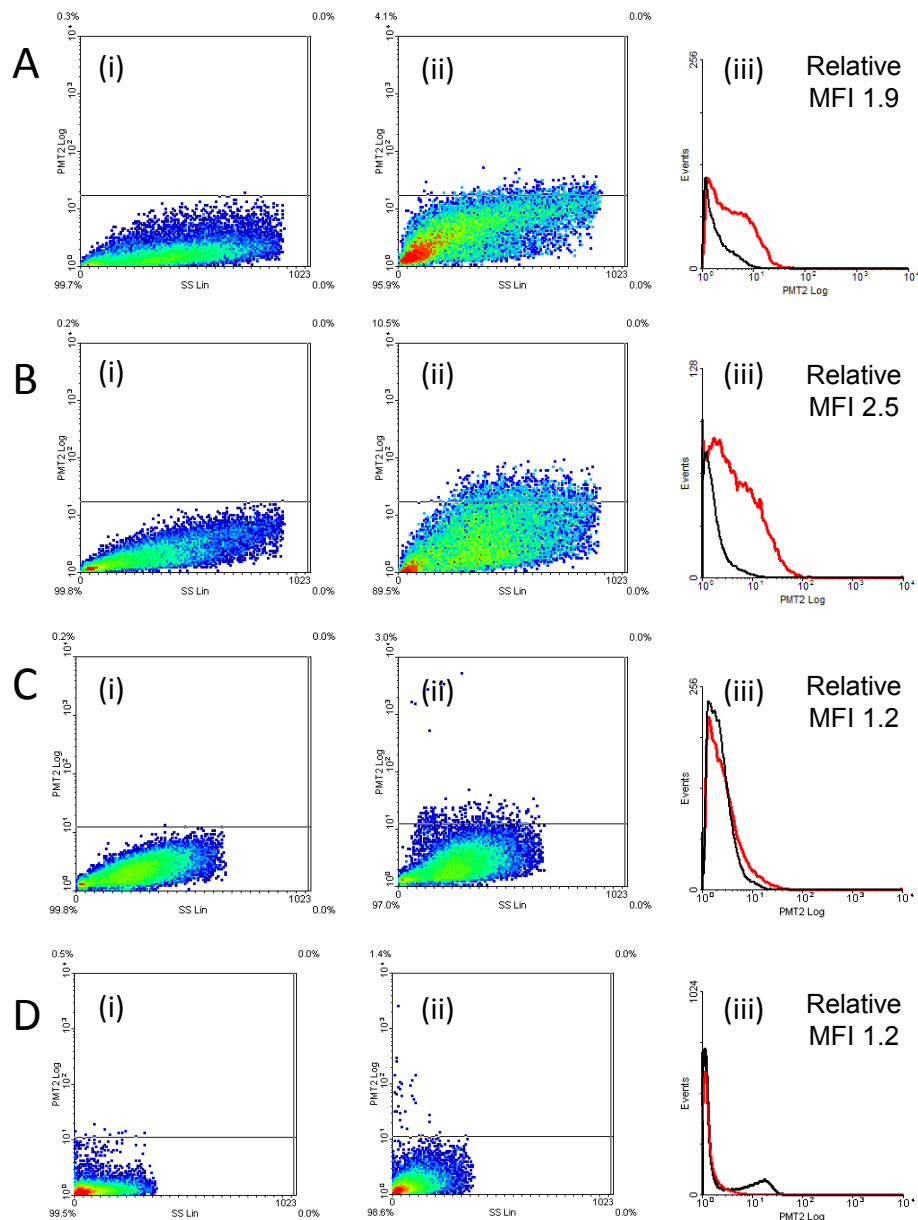 0.3% 0.0% 4.1% 0.0%
A (i) (ii) (iii) Relative
MFI 1.9
256
Events
10⁰ 10¹ 10² 10³ 10⁴
0
PMT2 Log
PMT2 Log
10⁰ 10¹ 10² 10³ 10⁴
0 1023
99.7% SS Lin 0.0%
PMT2 Log
10⁰ 10¹ 10² 10³ 10⁴
0 1023
95.9% SS Lin 0.0%
0.2% 0.0% 10.5% 0.0%
B (i) (ii) (iii) Relative
MFI 2.5
128
Events
10⁰ 10¹ 10² 10³ 10⁴
0
PMT2 Log
PMT2 Log
10⁰ 10¹ 10² 10³ 10⁴
0 1023
99.8% SS Lin 0.0%
PMT2 Log
10⁰ 10¹ 10² 10³ 10⁴
0 1023
89.5% SS Lin 0.0%
0.2% 0.0% 3.0% 0.0%
C (i) (ii) (iii) Relative
MFI 1.2
256
Events
10⁰ 10¹ 10² 10³ 10⁴
0
PMT2 Log
PMT2 Log
10⁰ 10¹ 10² 10³ 10⁴
0 1023
99.8% SS Lin 0.0%
PMT2 Log
10⁰ 10¹ 10² 10³ 10⁴
0 1023
97.0% SS Lin 0.0%
0.5% 0.0% 1.4% 0.0%
D (i) (ii) (iii) Relative
MFI 1.2
1024
Events
10⁰ 10¹ 10² 10³ 10⁴
0
PMT2 Log
PMT2 Log
10⁰ 10¹ 10² 10³ 10⁴
0 1023
99.5% SS Lin 0.0%
PMT2 Log
10⁰ 10¹ 10² 10³ 10⁴
0 1023
98.6% SS Lin 0.0%